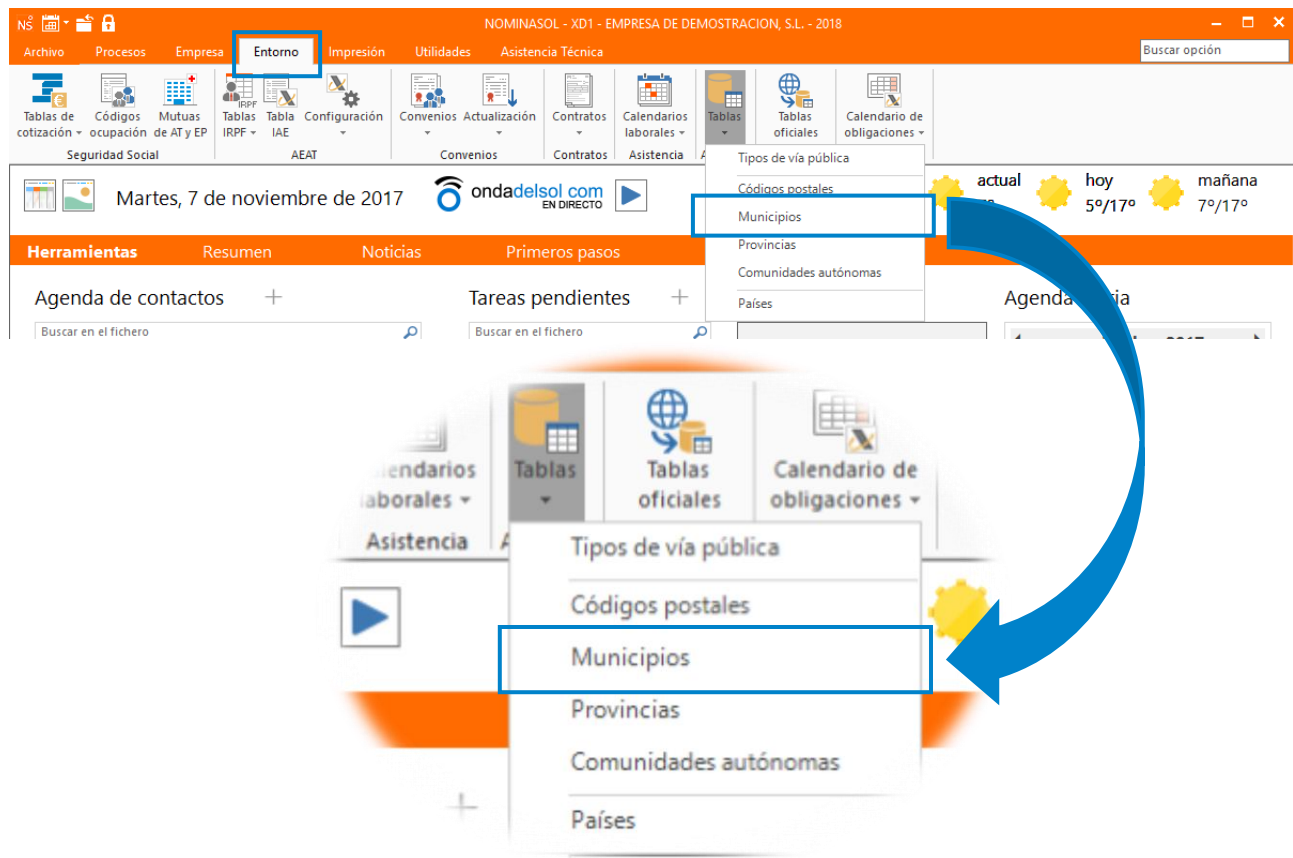 NOMINASOL - XD1 - EMPRESA DE DEMOSTRACION, S.L. - 2018
Archivo Procesos Empresa Entorno Impresión Utilidades Asistencia Técnica Buscar opción
Tablas de cotización
Códigos ocupación
Mutuas de AT y EP
Tablas IRPF
Tabla IAE
Configuración
Convenios
Actualización
Contratos
Calendarios laborales
Tablas
Tablas oficiales
Calendario de obligaciones
Seguridad Social AEAT Convenios Contratos Asistencia
Tipos de vía pública
Códigos postales
Municipios
Provincias
Comunidades autónomas
Países
Martes, 7 de noviembre de 2017
ondadelsol com
EN DIRECTO
actual
hoy
5º/17º
mañana
7º/17º
Herramientas Resumen Noticias Primeros pasos
Agenda de contactos
Tareas pendientes
Agenda
Buscar en el fichero
Buscar en el fichero
Tablas
Tablas
oficiales
Calendario de
obligaciones
laborales
Asistencia
Tipos de vía pública
Códigos postales
Municipios
Provincias
Comunidades autónomas
Países